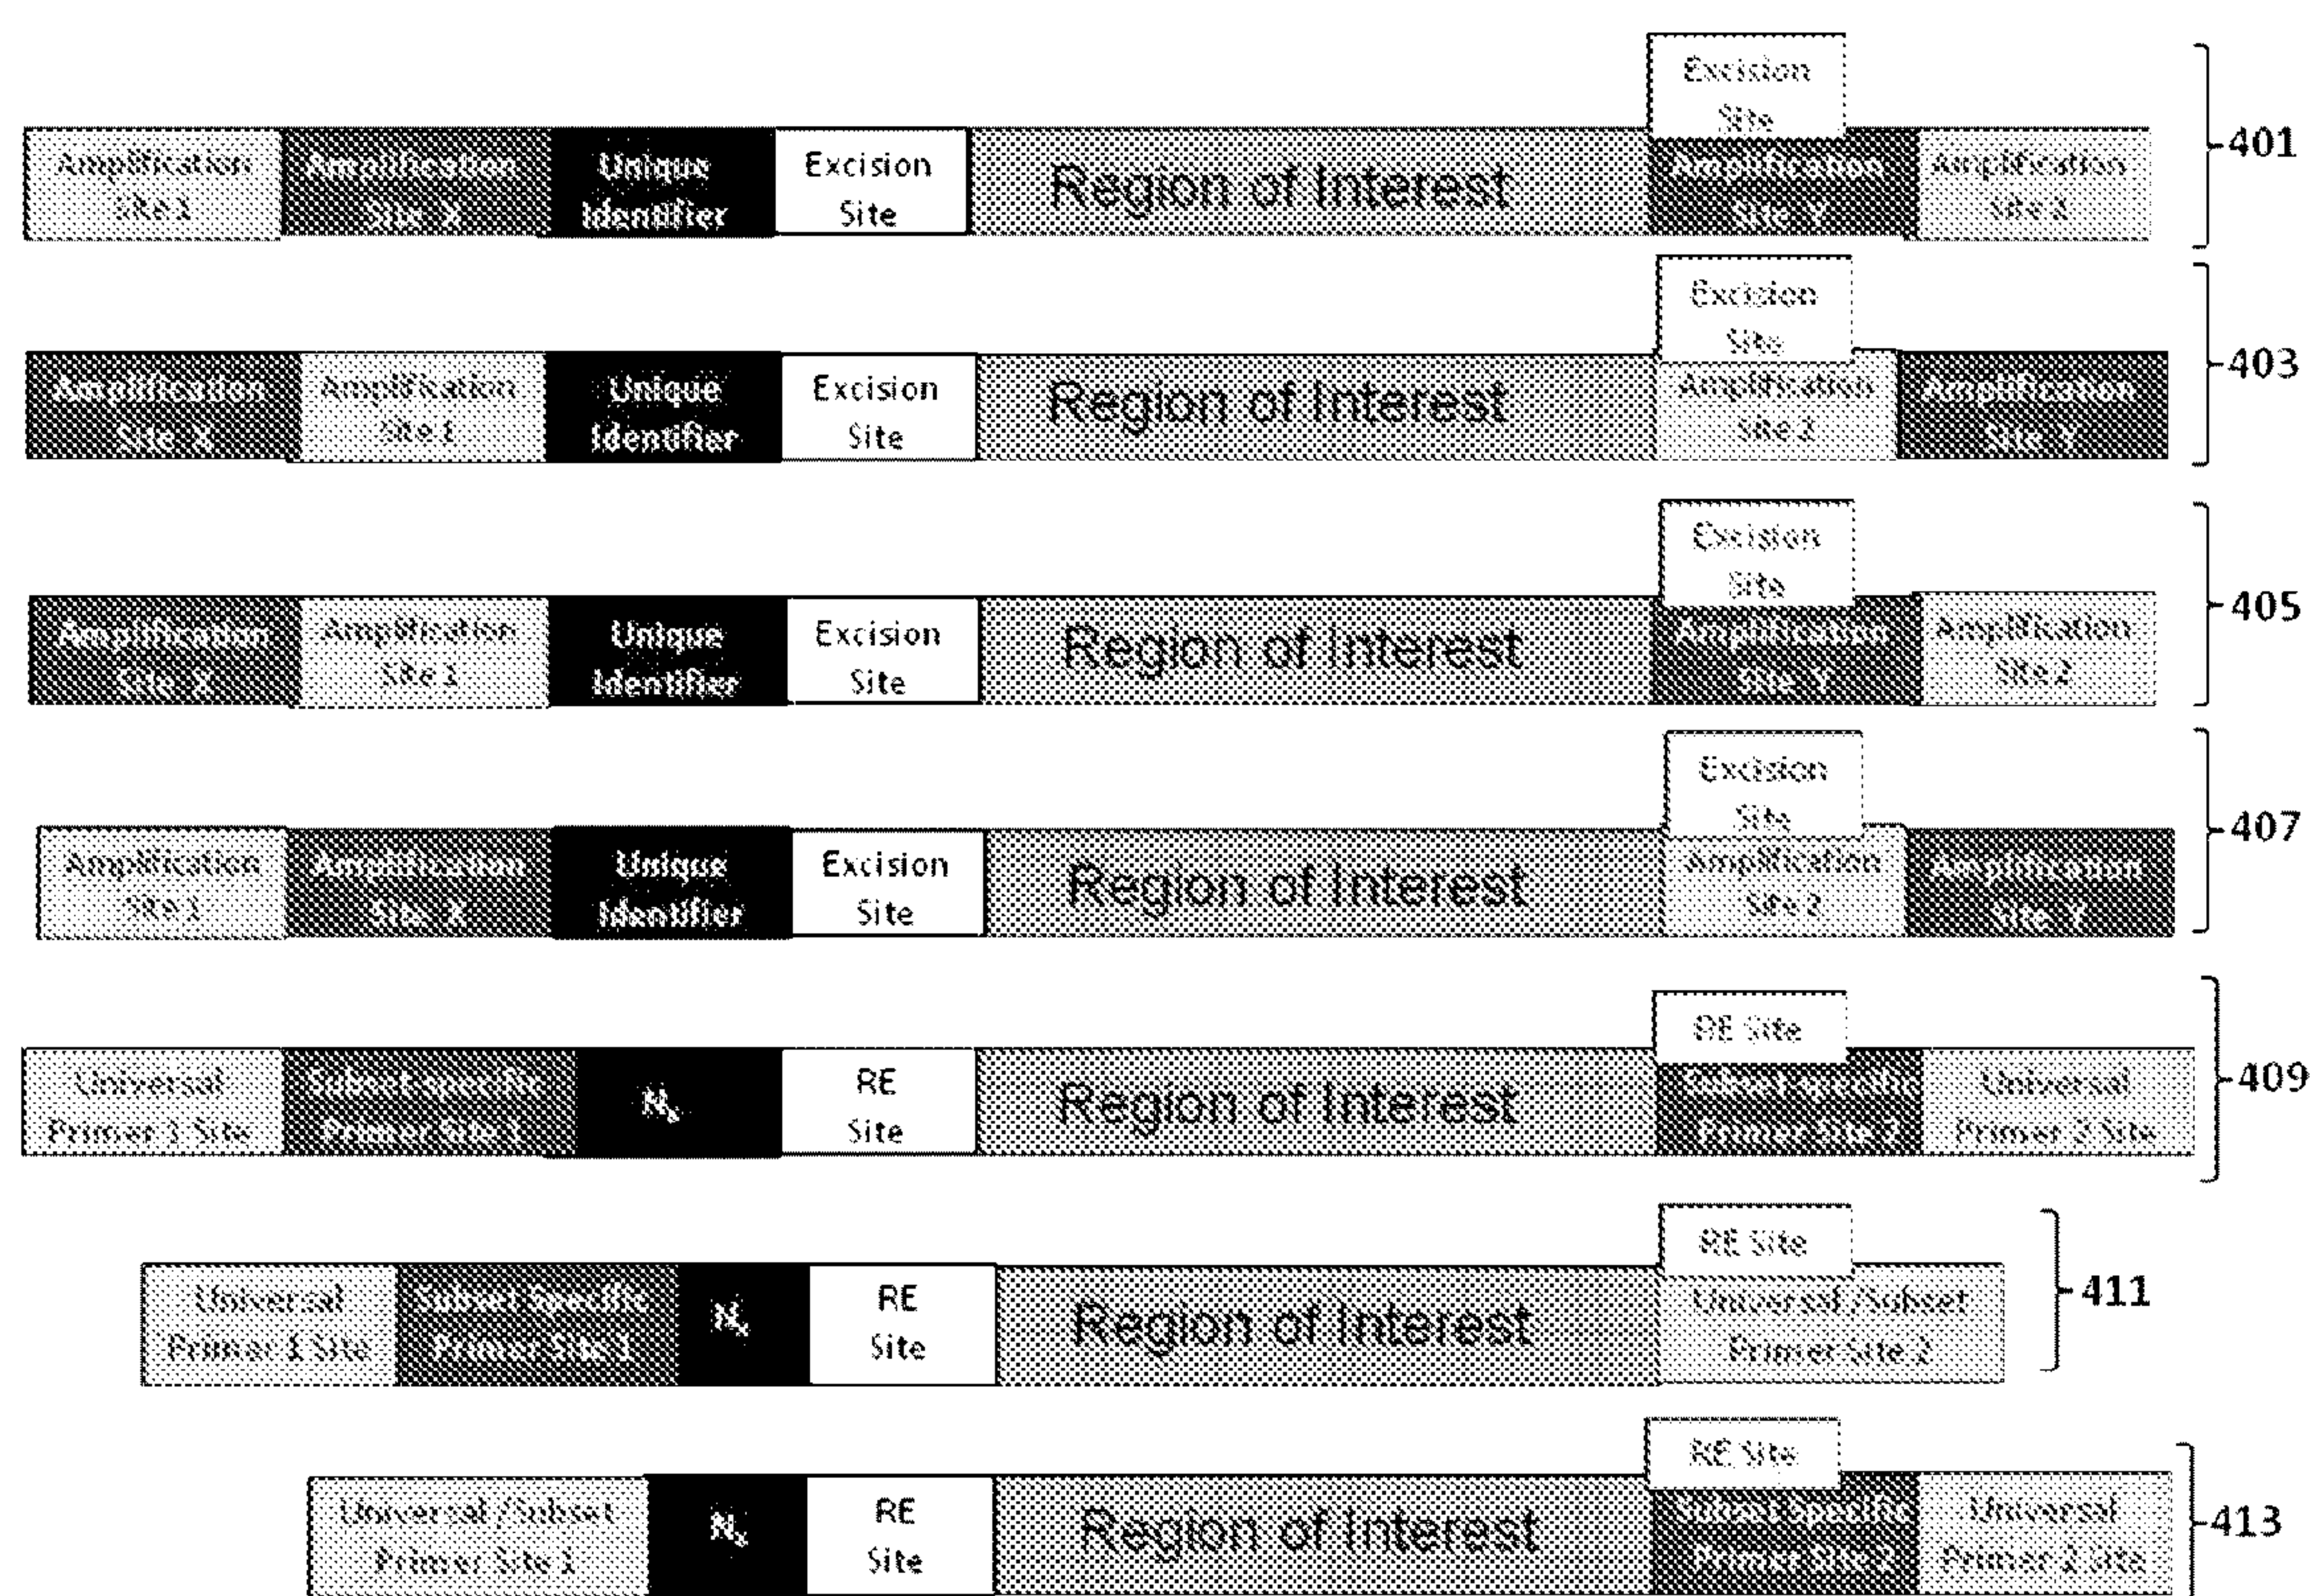 Excision
Site
Amplification
Site 1
Amplification
Site X
Unique
Identifier
Excision
Site
Region of Interest
Amplification
Site Y
Amplification
Site 2
401
Excision
Site
Amplification
Site X
Amplification
Site 1
Unique
Identifier
Excision
Site
Region of Interest
Amplification
Site 2
Amplification
Site Y
403
Excision
Site
Amplification
Site X
Amplification
Site 1
Unique
Identifier
Excision
Site
Region of Interest
Amplification
Site Y
Amplification
Site 2
405
Excision
Site
Amplification
Site 1
Amplification
Site X
Unique
Identifier
Excision
Site
Region of Interest
Amplification
Site 2
Amplification
Site Y
407
RE Site
Universal
Primer 1 Site
Subset Specific
Primer Site 1
Nx
RE
Site
Region of Interest
Subset Specific
Primer Site 2
Universal
Primer 2 Site
409
RE Site
Universal
Primer 1 Site
Subset Specific
Primer Site 1
Nx
RE
Site
Region of Interest
Universal /Subset
Primer Site 2
411
RE Site
Universal /Subset
Primer Site 1
Nx
RE
Site
Region of Interest
Subset Specific
Primer Site 2
Universal
Primer 2 Site
413